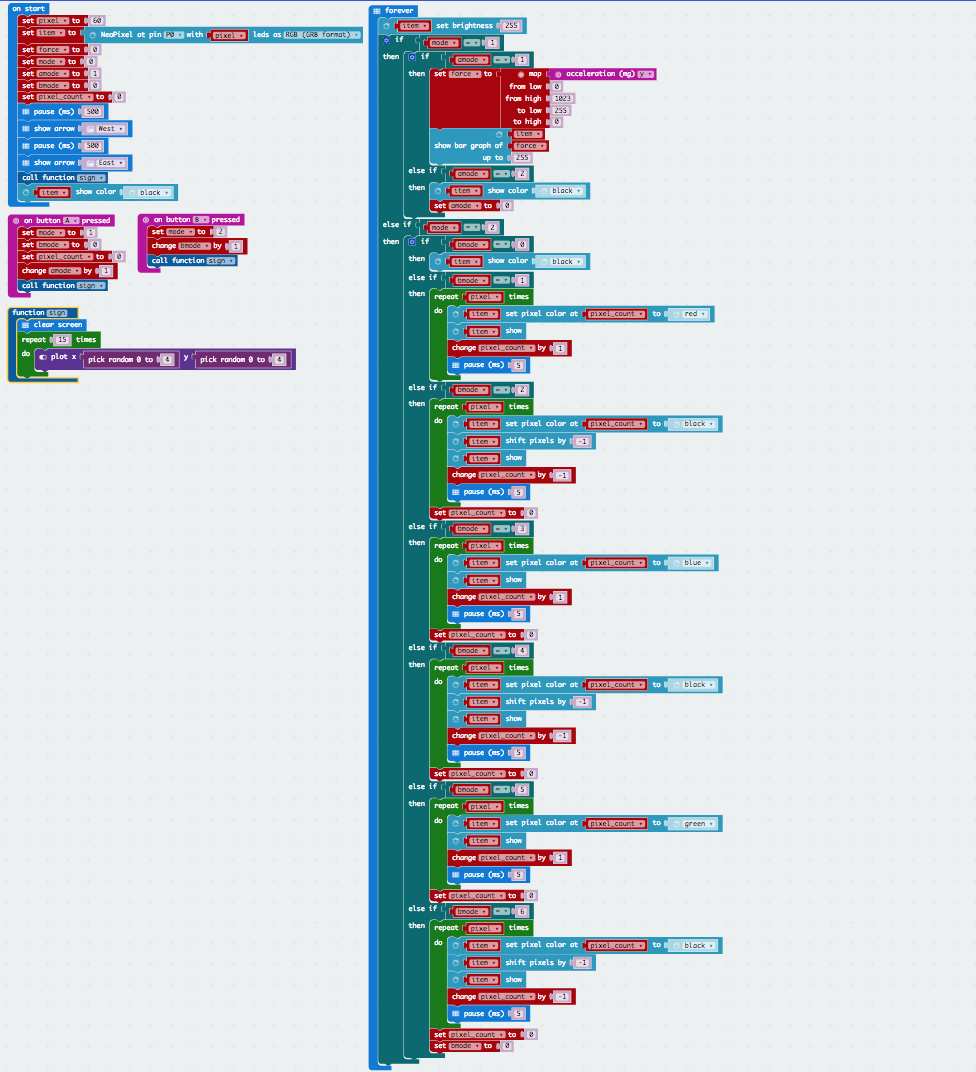 on start
set pixel to 60
set item to NeoPixel at pin P0 with pixel leds as RGB (GRB format)
set force to 0
set mode to 0
set amode to 1
set bmode to 0
set pixel_count to 0
pause (ms) 500
show arrow West
pause (ms) 500
show arrow East
call function sign
item show color black
on button A pressed
set mode to 1
set bmode to 0
set pixel_count to 0
change amode by 1
call function sign
on button B pressed
set mode to 2
change bmode by 1
call function sign
function sign
clear screen
repeat 15 times
do plot x pick random 0 to 4 y pick random 0 to 4
forever
item set brightness 255
if mode = 1
then if amode = 1
then set force to map acceleration (mg) y
from low 0
from high 1023
to low 255
to high 0
item
show bar graph of force
up to 255
else if amode = 2
then item show color black
set amode to 0
else if mode = 2
then if bmode = 0
then item show color black
else if bmode = 1
then repeat pixel times
do item set pixel color at pixel_count to red
item show
change pixel_count by 1
pause (ms) 5
else if bmode = 2
then repeat pixel times
do item set pixel color at pixel_count to black
item shift pixels by -1
item show
change pixel_count by -1
pause (ms) 5
set pixel_count to 0
else if bmode = 3
then repeat pixel times
do item set pixel color at pixel_count to blue
item show
change pixel_count by 1
pause (ms) 5
set pixel_count to 0
else if bmode = 4
then repeat pixel times
do item set pixel color at pixel_count to black
item shift pixels by -1
item show
change pixel_count by -1
pause (ms) 5
set pixel_count to 0
else if bmode = 5
then repeat pixel times
do item set pixel color at pixel_count to green
item show
change pixel_count by 1
pause (ms) 5
set pixel_count to 0
else if bmode = 6
then repeat pixel times
do item set pixel color at pixel_count to black
item shift pixels by -1
item show
change pixel_count by -1
pause (ms) 5
set pixel_count to 0
set bmode to 0